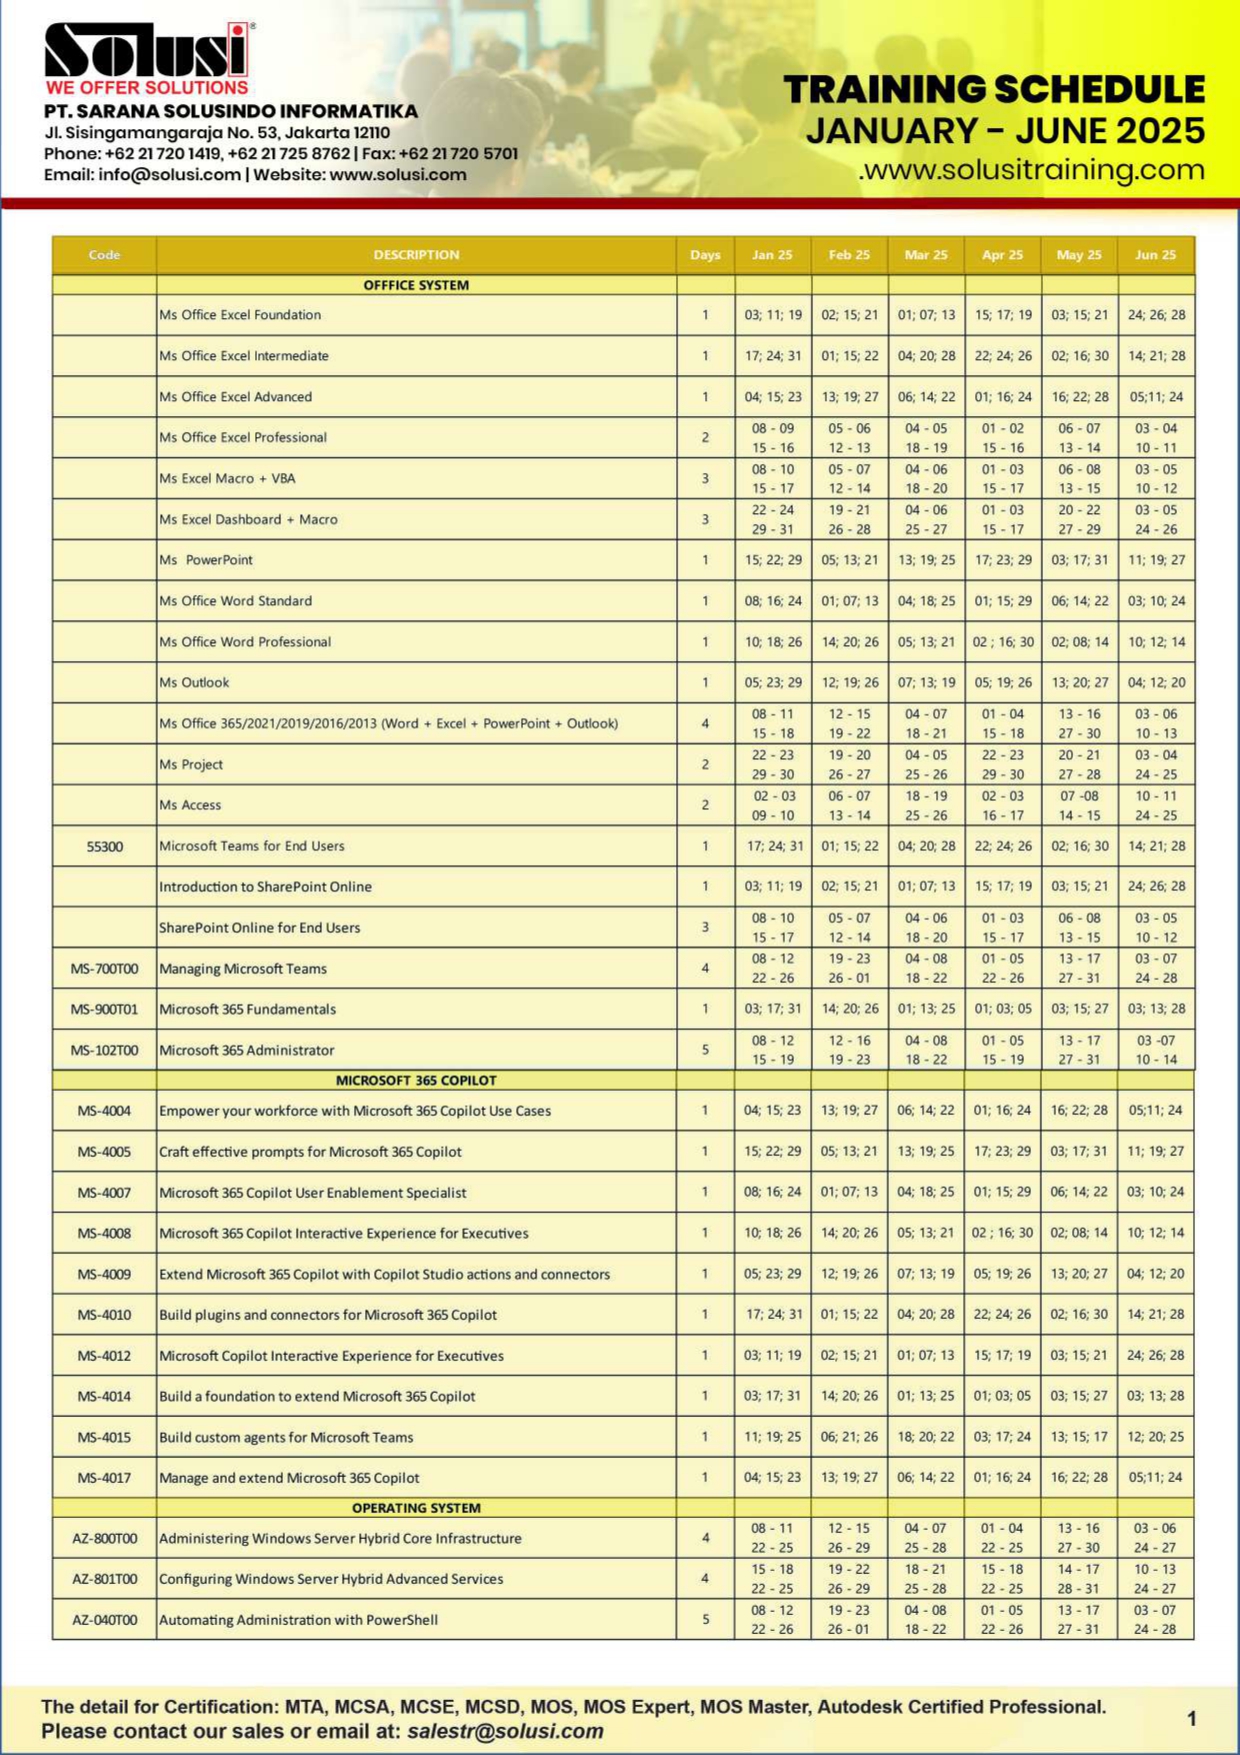 Solusi®
WE OFFER SOLUTIONS
PT. SARANA SOLUSINDO INFORMATIKA
Jl. Sisingamangaraja No. 53, Jakarta 12110
Phone: +62 21 720 1419, +62 21 725 8762 | Fax: +62 21 720 5701
Email: info@solusi.com | Website: www.solusi.com
TRAINING SCHEDULE
JANUARY - JUNE 2025
.www.solusitraining.com
Code DESCRIPTION Days Jan 25 Feb 25 Mar 25 Apr 25 May 25 Jun 25
OFFFICE SYSTEM
Ms Office Excel Foundation 1 03; 11; 19 02; 15; 21 01; 07; 13 15; 17; 19 03; 15; 21 24; 26; 28
Ms Office Excel Intermediate 1 17; 24; 31 01; 15; 22 04; 20; 28 22; 24; 26 02; 16; 30 14; 21; 28
Ms Office Excel Advanced 1 04; 15; 23 13; 19; 27 06; 14; 22 01; 16; 24 16; 22; 28 05;11; 24
Ms Office Excel Professional 2 08 - 09 05 - 06 04 - 05 01 - 02 06 - 07 03 - 04
15 - 16 12 - 13 18 - 19 15 - 16 13 - 14 10 - 11
Ms Excel Macro + VBA 3 08 - 10 05 - 07 04 - 06 01 - 03 06 - 08 03 - 05
15 - 17 12 - 14 18 - 20 15 - 17 13 - 15 10 - 12
Ms Excel Dashboard + Macro 3 22 - 24 19 - 21 04 - 06 01 - 03 20 - 22 03 - 05
29 - 31 26 - 28 25 - 27 15 - 17 27 - 29 24 - 26
Ms PowerPoint 1 15; 22; 29 05; 13; 21 13; 19; 25 17; 23; 29 03; 17; 31 11; 19; 27
Ms Office Word Standard 1 08; 16; 24 01; 07; 13 04; 18; 25 01; 15; 29 06; 14; 22 03; 10; 24
Ms Office Word Professional 1 10; 18; 26 14; 20; 26 05; 13; 21 02 ; 16; 30 02; 08; 14 10; 12; 14
Ms Outlook 1 05; 23; 29 12; 19; 26 07; 13; 19 05; 19; 26 13; 20; 27 04; 12; 20
Ms Office 365/2021/2019/2016/2013 (Word + Excel + PowerPoint + Outlook) 4 08 - 11 12 - 15 04 - 07 01 - 04 13 - 16 03 - 06
15 - 18 19 - 22 18 - 21 15 - 18 27 - 30 10 - 13
Ms Project 2 22 - 23 19 - 20 04 - 05 22 - 23 20 - 21 03 - 04
29 - 30 26 - 27 25 - 26 29 - 30 27 - 28 24 - 25
Ms Access 2 02 - 03 06 - 07 18 - 19 02 - 03 07 -08 10 - 11
09 - 10 13 - 14 25 - 26 16 - 17 14 - 15 24 - 25
55300 Microsoft Teams for End Users 1 17; 24; 31 01; 15; 22 04; 20; 28 22; 24; 26 02; 16; 30 14; 21; 28
Introduction to SharePoint Online 1 03; 11; 19 02; 15; 21 01; 07; 13 15; 17; 19 03; 15; 21 24; 26; 28
SharePoint Online for End Users 3 08 - 10 05 - 07 04 - 06 01 - 03 06 - 08 03 - 05
15 - 17 12 - 14 18 - 20 15 - 17 13 - 15 10 - 12
MS-700T00 Managing Microsoft Teams 4 08 - 12 19 - 23 04 - 08 01 - 05 13 - 17 03 - 07
22 - 26 26 - 01 18 - 22 22 - 26 27 - 31 24 - 28
MS-900T01 Microsoft 365 Fundamentals 1 03; 17; 31 14; 20; 26 01; 13; 25 01; 03; 05 03; 15; 27 03; 13; 28
MS-102T00 Microsoft 365 Administrator 5 08 - 12 12 - 16 04 - 08 01 - 05 13 - 17 03 -07
15 - 19 19 - 23 18 - 22 15 - 19 27 - 31 10 - 14
MICROSOFT 365 COPILOT
MS-4004 Empower your workforce with Microsoft 365 Copilot Use Cases 1 04; 15; 23 13; 19; 27 06; 14; 22 01; 16; 24 16; 22; 28 05;11; 24
MS-4005 Craft effective prompts for Microsoft 365 Copilot 1 15; 22; 29 05; 13; 21 13; 19; 25 17; 23; 29 03; 17; 31 11; 19; 27
MS-4007 Microsoft 365 Copilot User Enablement Specialist 1 08; 16; 24 01; 07; 13 04; 18; 25 01; 15; 29 06; 14; 22 03; 10; 24
MS-4008 Microsoft 365 Copilot Interactive Experience for Executives 1 10; 18; 26 14; 20; 26 05; 13; 21 02 ; 16; 30 02; 08; 14 10; 12; 14
MS-4009 Extend Microsoft 365 Copilot with Copilot Studio actions and connectors 1 05; 23; 29 12; 19; 26 07; 13; 19 05; 19; 26 13; 20; 27 04; 12; 20
MS-4010 Build plugins and connectors for Microsoft 365 Copilot 1 17; 24; 31 01; 15; 22 04; 20; 28 22; 24; 26 02; 16; 30 14; 21; 28
MS-4012 Microsoft Copilot Interactive Experience for Executives 1 03; 11; 19 02; 15; 21 01; 07; 13 15; 17; 19 03; 15; 21 24; 26; 28
MS-4014 Build a foundation to extend Microsoft 365 Copilot 1 03; 17; 31 14; 20; 26 01; 13; 25 01; 03; 05 03; 15; 27 03; 13; 28
MS-4015 Build custom agents for Microsoft Teams 1 11; 19; 25 06; 21; 26 18; 20; 22 03; 17; 24 13; 15; 17 12; 20; 25
MS-4017 Manage and extend Microsoft 365 Copilot 1 04; 15; 23 13; 19; 27 06; 14; 22 01; 16; 24 16; 22; 28 05;11; 24
OPERATING SYSTEM
AZ-800T00 Administering Windows Server Hybrid Core Infrastructure 4 08 - 11 12 - 15 04 - 07 01 - 04 13 - 16 03 - 06
22 - 25 26 - 29 25 - 28 22 - 25 27 - 30 24 - 27
AZ-801T00 Configuring Windows Server Hybrid Advanced Services 4 15 - 18 19 - 22 18 - 21 15 - 18 14 - 17 10 - 13
22 - 25 26 - 29 25 - 28 22 - 25 28 - 31 24 - 27
AZ-040T00 Automating Administration with PowerShell 5 08 - 12 19 - 23 04 - 08 01 - 05 13 - 17 03 - 07
22 - 26 26 - 01 18 - 22 22 - 26 27 - 31 24 - 28
The detail for Certification: MTA, MCSA, MCSE, MCSD, MOS, MOS Expert, MOS Master, Autodesk Certified Professional.
Please contact our sales or email at: salestr@solusi.com
1